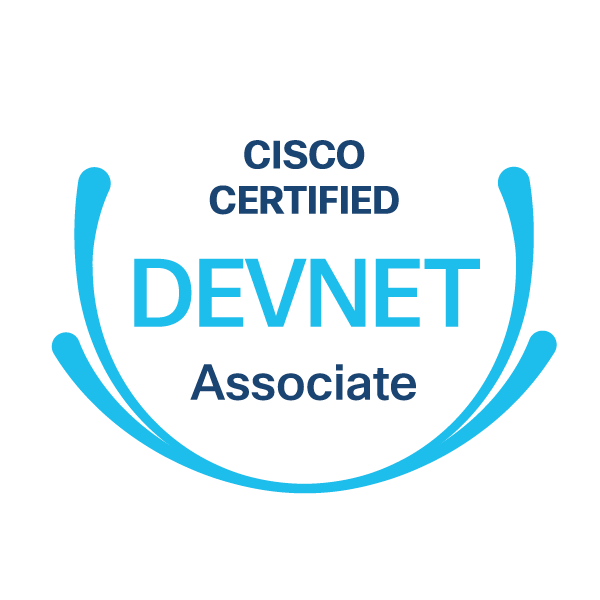 CISCO
CERTIFIED
DEVNET
Associate